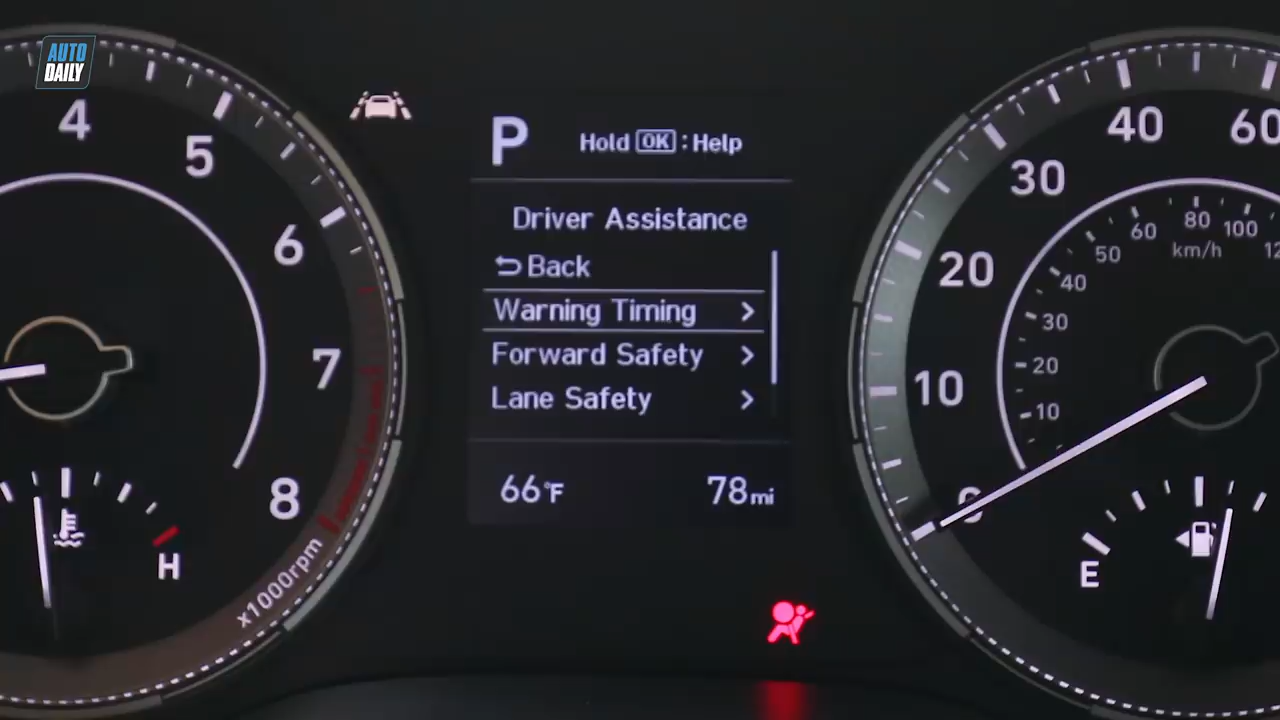 AUTO
DAILY
4
5
6
7
8
x1000rpm
H
P
Hold OK : Help
Driver Assistance
Back
Warning Timing
Forward Safety
Lane Safety
66°F
78mi
0
10
20
30
40
60
10
20
30
40
50
60
80
100
km/h
E